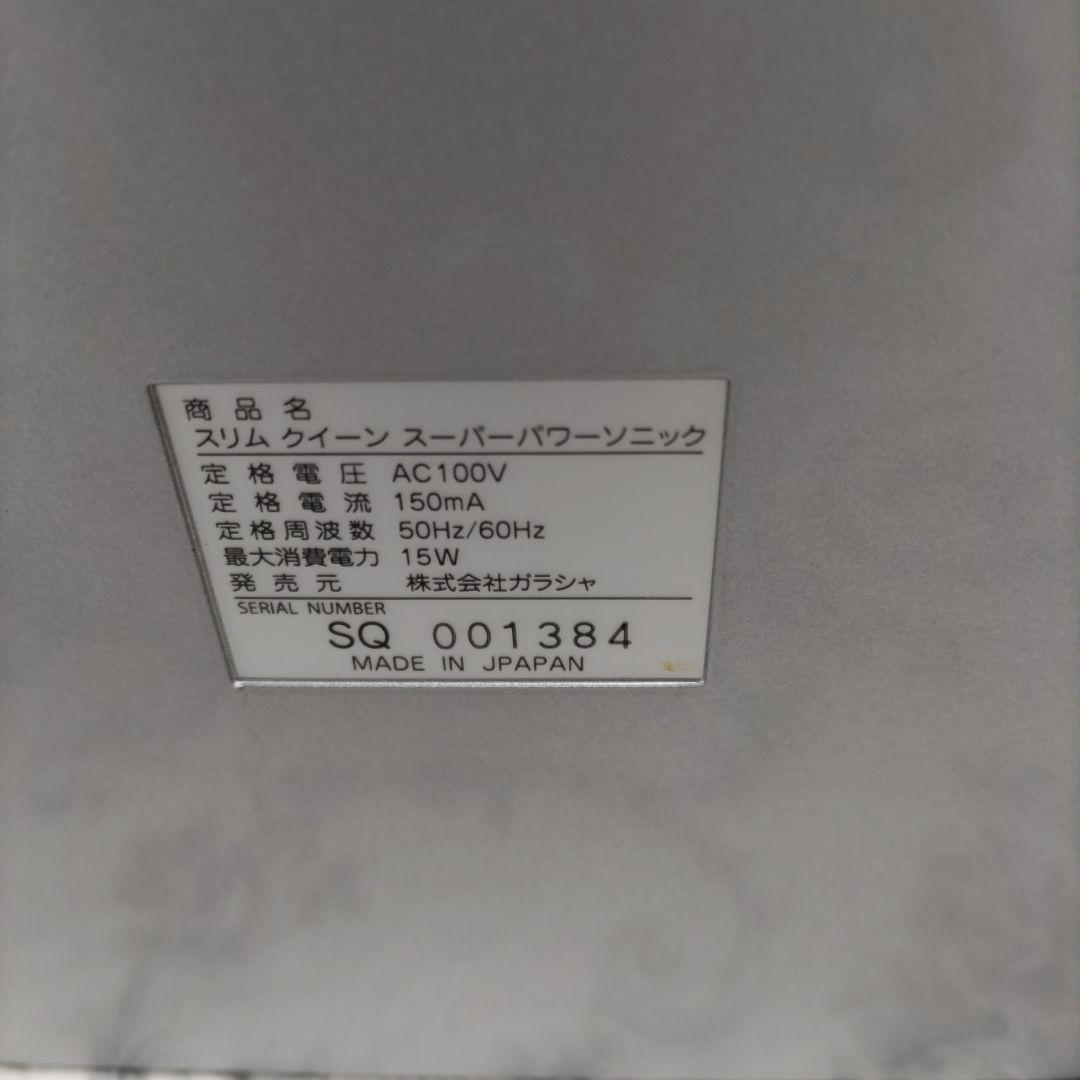 商品名
スリム クイーン スーパーパワーソニック
定格電圧 AC100V
定格電流 150mA
定格周波数 50Hz/60Hz
最大消費電力 15W
発売元 株式会社ガラシャ
SERIAL NUMBER
SQ 001384
MADE IN JPAPAN